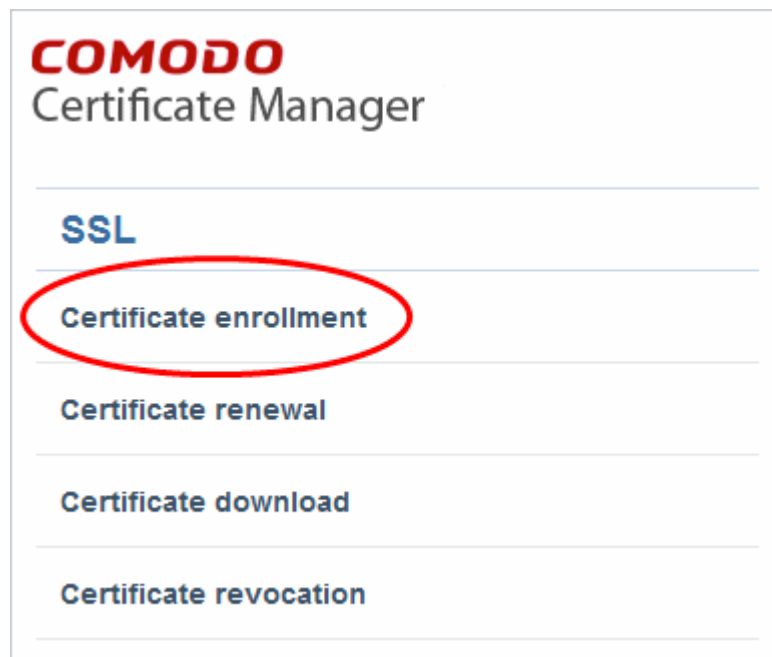 COMODO
Certificate Manager
SSL
Certificate enrollment
Certificate renewal
Certificate download
Certificate revocation